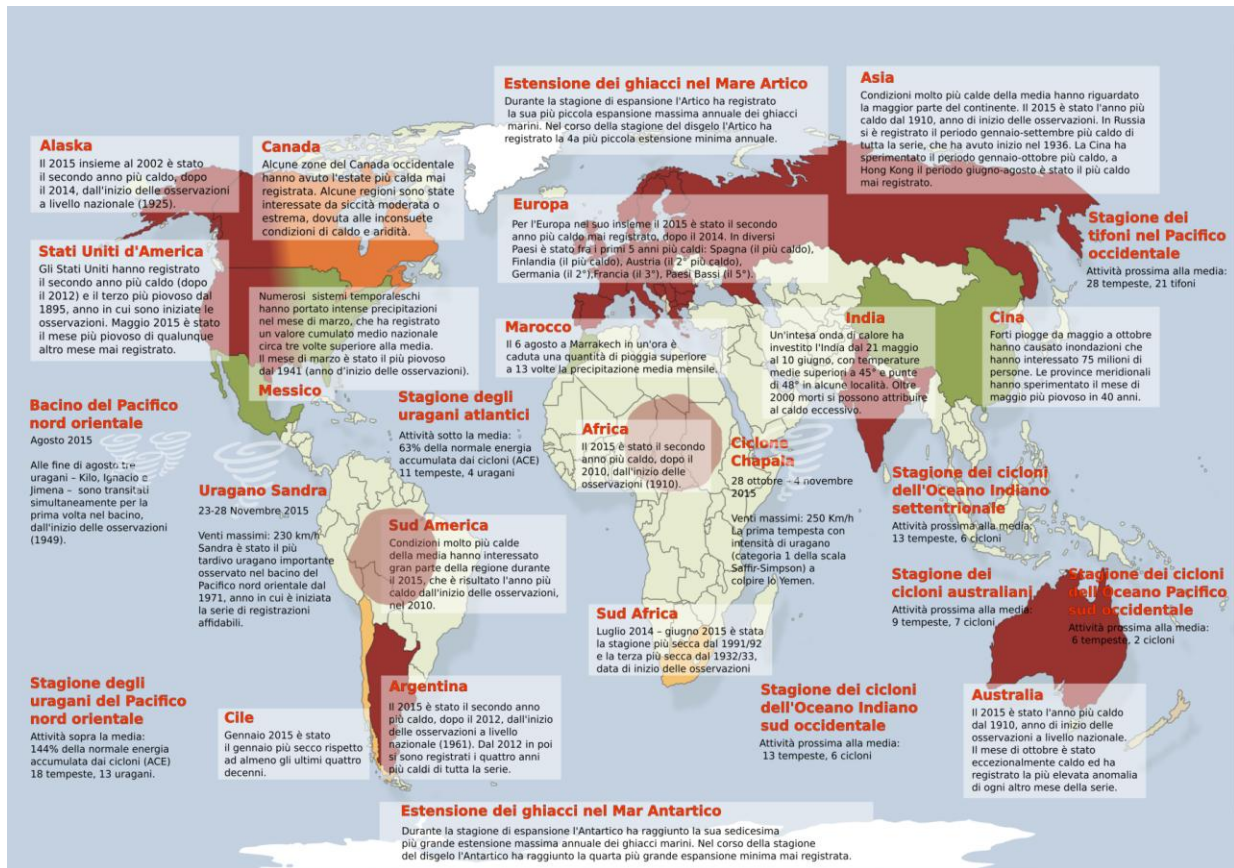 Estensione dei ghiacci nel Mare Artico
Durante la stagione di espansione l'Artico ha registrato
la sua più piccola espansione massima annuale dei ghiacci
marini. Nel corso della stagione del disgelo l'Artico ha
registrato la 4a più piccola estensione minima annuale.
Asia
Condizioni molto più calde della media hanno riguardato
la maggior parte del continente. Il 2015 è stato l'anno più
caldo dal 1910, anno di inizio delle osservazioni. In Russia
si è registrato il periodo gennaio-settembre più caldo di
tutta la serie, che ha avuto inizio nel 1936. La Cina ha
sperimentato il periodo gennaio-ottobre più caldo, a
Hong Kong il periodo giugno-agosto è stato il più caldo
mai registrato.
Alaska
Il 2015 insieme al 2002 è stato
il secondo anno più caldo, dopo
il 2014, dall'inizio delle osservazioni
a livello nazionale (1925).
Canada
Alcune zone del Canada occidentale
hanno avuto l'estate più calda mai
registrata. Alcune regioni sono state
interessate da siccità moderata o
estrema, dovuta alle inconsuete
condizioni di caldo e aridità.
Europa
Per l'Europa nel suo insieme il 2015 è stato il secondo
anno più caldo mai registrato, dopo il 2014. In diversi
Paesi è stato fra i primi 5 anni più caldi: Spagna (il più caldo),
Finlandia (il più caldo), Austria (il 2° più caldo),
Germania (il 2°),Francia (il 3°), Paesi Bassi (il 5°).
Stagione dei
tifoni nel Pacifico
occidentale
Attività prossima alla media:
28 tempeste, 21 tifoni
Stati Uniti d'America
Gli Stati Uniti hanno registrato
il secondo anno più caldo (dopo
il 2012) e il terzo più piovoso dal
1895, anno in cui sono iniziate le
osservazioni. Maggio 2015 è stato
il mese più piovoso di qualunque
altro mese mai registrato.
Numerosi sistemi temporaleschi
hanno portato intense precipitazioni
nel mese di marzo, che ha registrato
un valore cumulato medio nazionale
circa tre volte superiore alla media.
Il mese di marzo è stato il più piovoso
dal 1941 (anno d'inizio delle osservazioni).
Messico
Marocco
Il 6 agosto a Marrakech in un'ora è
caduta una quantità di pioggia superiore
a 13 volte la precipitazione media mensile.
India
Un'intesa onda di calore ha
investito l'India dal 21 maggio
al 10 giugno, con temperature
medie superiori a 45° e punte
di 48° in alcune località. Oltre
2000 morti si possono attribuire
al caldo eccessivo.
Cina
Forti piogge da maggio a ottobre
hanno causato inondazioni che
hanno interessato 75 milioni di
persone. Le province meridionali
hanno sperimentato il mese di
maggio più piovoso in 40 anni.
Bacino del Pacifico
nord orientale
Agosto 2015
Alle fine di agosto tre
uragani – Kilo, Ignacio e
Jimena – sono transitati
simultaneamente per la
prima volta nel bacino,
dall'inizio delle osservazioni
(1949).
Stagione degli
uragani atlantici
Attività sotto la media:
63% della normale energia
accumulata dai cicloni (ACE)
11 tempeste, 4 uragani
Africa
Il 2015 è stato il secondo
anno più caldo, dopo il
2010, dall'inizio delle
osservazioni (1910).
Ciclone
Chapala
28 ottobre – 4 novembre
2015
Venti massimi: 250 Km/h
La prima tempesta con
intensità di uragano
(categoria 1 della scala
Saffir-Simpson) a
colpire lo Yemen.
Uragano Sandra
23-28 Novembre 2015
Venti massimi: 230 km/h
Sandra è stato il più
tardivo uragano importante
osservato nel bacino del
Pacifico nord orientale dal
1971, anno in cui è iniziata
la serie di registrazioni
affidabili.
Stagione dei cicloni
dell'Oceano Indiano
settentrionale
Attività prossima alla media:
13 tempeste, 6 cicloni
Sud America
Condizioni molto più calde
della media hanno interessato
gran parte della regione durante
il 2015, che è risultato l'anno più
caldo dall'inizio delle osservazioni,
nel 2010.
Stagione dei
cicloni australiani
Attività prossima alla media:
9 tempeste, 7 cicloni
Stagione dei cicloni
dell'Oceano Pacifico
sud occidentale
Attività prossima alla media:
6 tempeste, 2 cicloni
Sud Africa
Luglio 2014 – giugno 2015 è stata
la stagione più secca dal 1991/92
e la terza più secca dal 1932/33,
data di inizio delle osservazioni
Stagione degli
uragani del Pacifico
nord orientale
Attività sopra la media:
144% della normale energia
accumulata dai cicloni (ACE)
18 tempeste, 13 uragani.
Cile
Gennaio 2015 è stato
il gennaio più secco rispetto
ad almeno gli ultimi quattro
decenni.
Argentina
Il 2015 è stato il secondo anno
più caldo, dopo il 2012, dall'inizio
delle osservazioni a livello
nazionale (1961). Dal 2012 in poi
si sono registrati i quattro anni
più caldi di tutta la serie.
Stagione dei cicloni
dell'Oceano Indiano
sud occidentale
Attività prossima alla media:
13 tempeste, 6 cicloni
Australia
Il 2015 è stato l'anno più caldo
dal 1910, anno di inizio delle
osservazioni a livello nazionale.
Il mese di ottobre è stato
eccezionalmente caldo ed ha
registrato la più elevata anomalia
di ogni altro mese della serie.
Estensione dei ghiacci nel Mar Antartico
Durante la stagione di espansione l'Antartico ha raggiunto la sua sedicesima
più grande estensione massima annuale dei ghiacci marini. Nel corso della stagione
del disgelo l'Antartico ha raggiunto la quarta più grande espansione minima mai registrata.